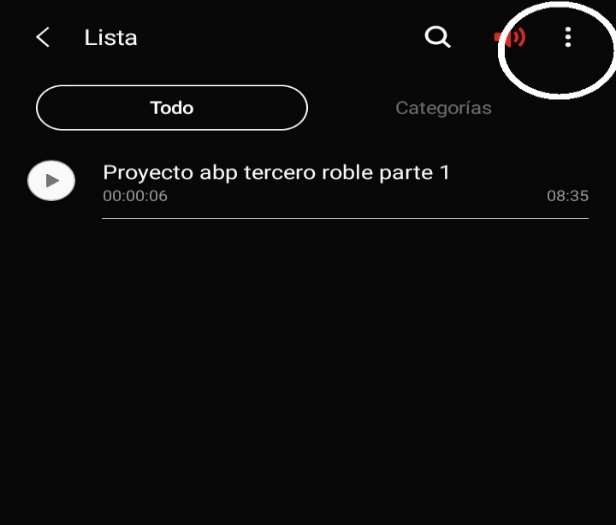 Lista
Todo
Categorías
Proyecto abp tercero roble parte 1
00:00:06
08:35